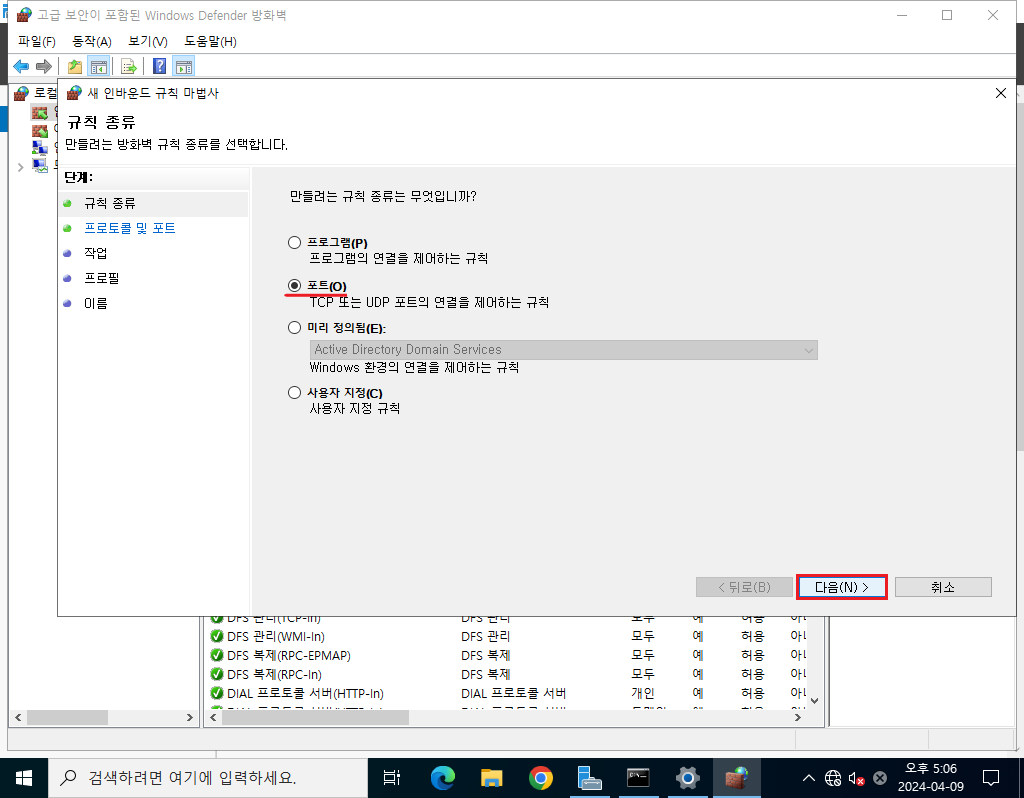 고급 보안이 포함된 Windows Defender 방화벽
파일(F) 동작(A) 보기(V) 도움말(H)
로컬
새 인바운드 규칙 마법사
규칙 종류
만들려는 방화벽 규칙 종류를 선택합니다.
단계:
규칙 종류
프로토콜 및 포트
작업
프로필
이름
만들려는 규칙 종류는 무엇입니까?
프로그램(P)
프로그램의 연결을 제어하는 규칙
포트(O)
TCP 또는 UDP 포트의 연결을 제어하는 규칙
미리 정의됨(E):
Active Directory Domain Services
Windows 환경의 연결을 제어하는 규칙
사용자 지정(C)
사용자 지정 규칙
< 뒤로(B) 다음(N) > 취소
DFS 관리(TCP-In) DFS 관리 모두 예 허용
DFS 관리(WMI-In) DFS 관리 모두 예 허용
DFS 복제(RPC-EPMAP) DFS 복제 모두 예 허용
DFS 복제(RPC-In) DFS 복제 모두 예 허용
DIAL 프로토콜 서버(HTTP-In) DIAL 프로토콜 서버 개인 예 허용
검색하려면 여기에 입력하세요.
오후 5:06
2024-04-09